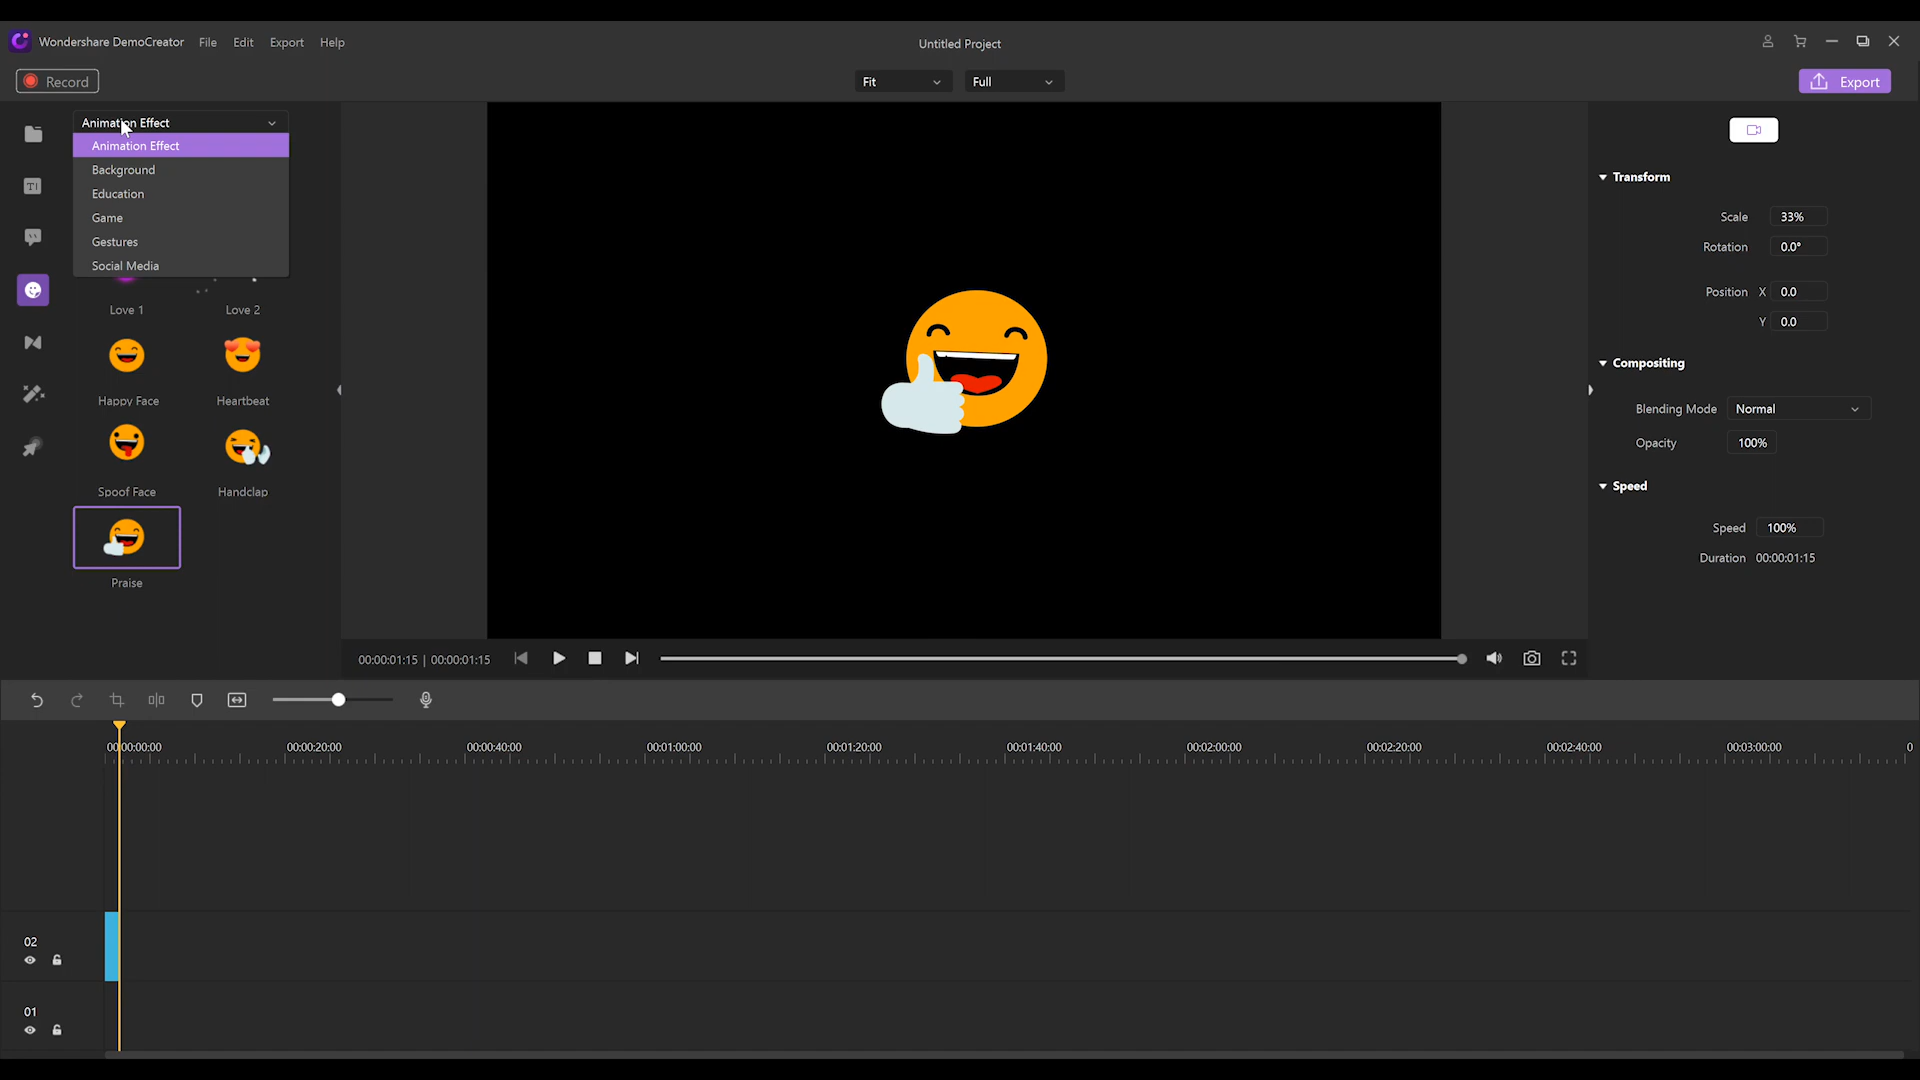 Wondershare DemoCreator File Edit Export Help
Untitled Project
Record
Fit
Full
Export
Animation Effect
Animation Effect
Background
Education
Game
Gestures
Social Media
Love 1
Love 2
Happy Face
Heartbeat
Spoof Face
Handclap
Praise
Transform
Scale 33%
Rotation 0.0°
Position X 0.0
Y 0.0
Compositing
Blending Mode Normal
Opacity 100%
Speed
Speed 100%
Duration 00:00:01:15
00:00:01:15 | 00:00:01:15
00:00:00:00 00:00:20:00 00:00:40:00 00:01:00:00 00:01:20:00 00:01:40:00 00:02:00:00 00:02:20:00 00:02:40:00 00:03:00:00 0
02
01